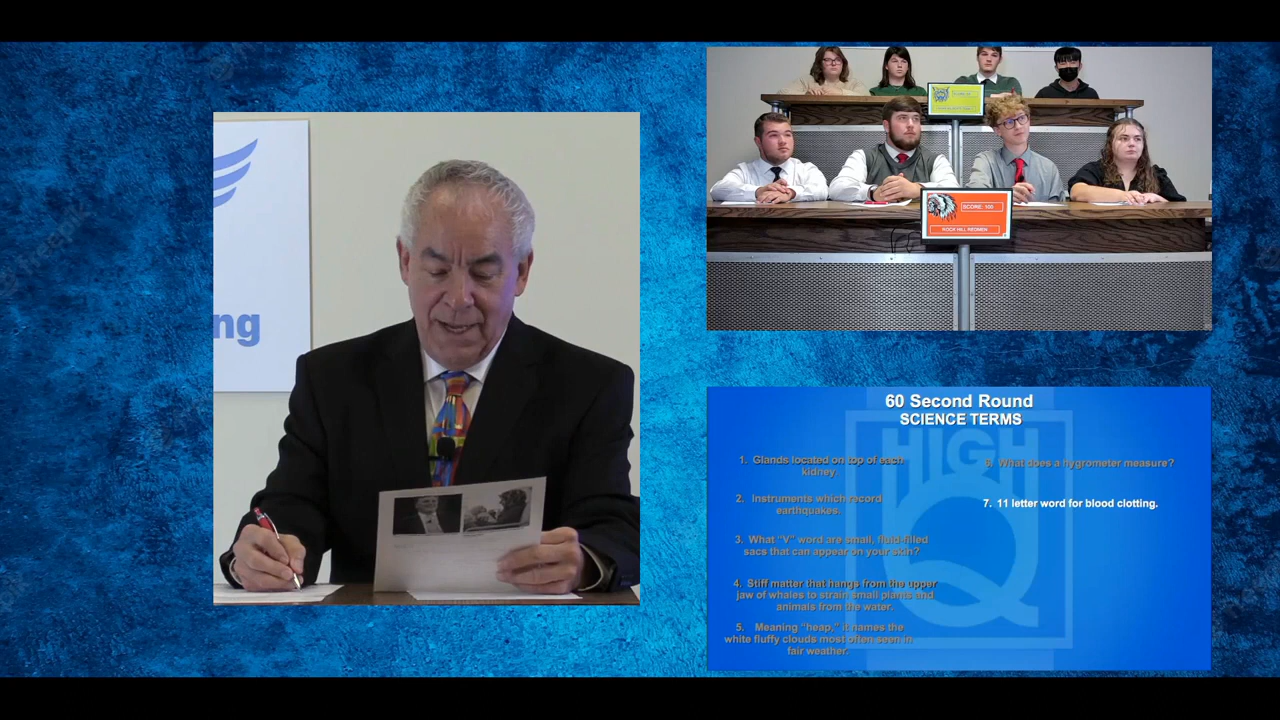 ng
SCORE: 100
ROCK HILL REDMEN
60 Second Round
SCIENCE TERMS
HIGH
Q
1. Glands located on top of each
kidney.
2. Instruments which record
earthquakes.
3. What "V" word are small, fluid-filled
sacs that can appear on your skin?
4. Stiff matter that hangs from the upper
jaw of whales to strain small plants and
animals from the water.
5. Meaning "heap," it names the
white fluffy clouds most often seen in
fair weather.
6. What does a hygrometer measure?
7. 11 letter word for blood clotting.